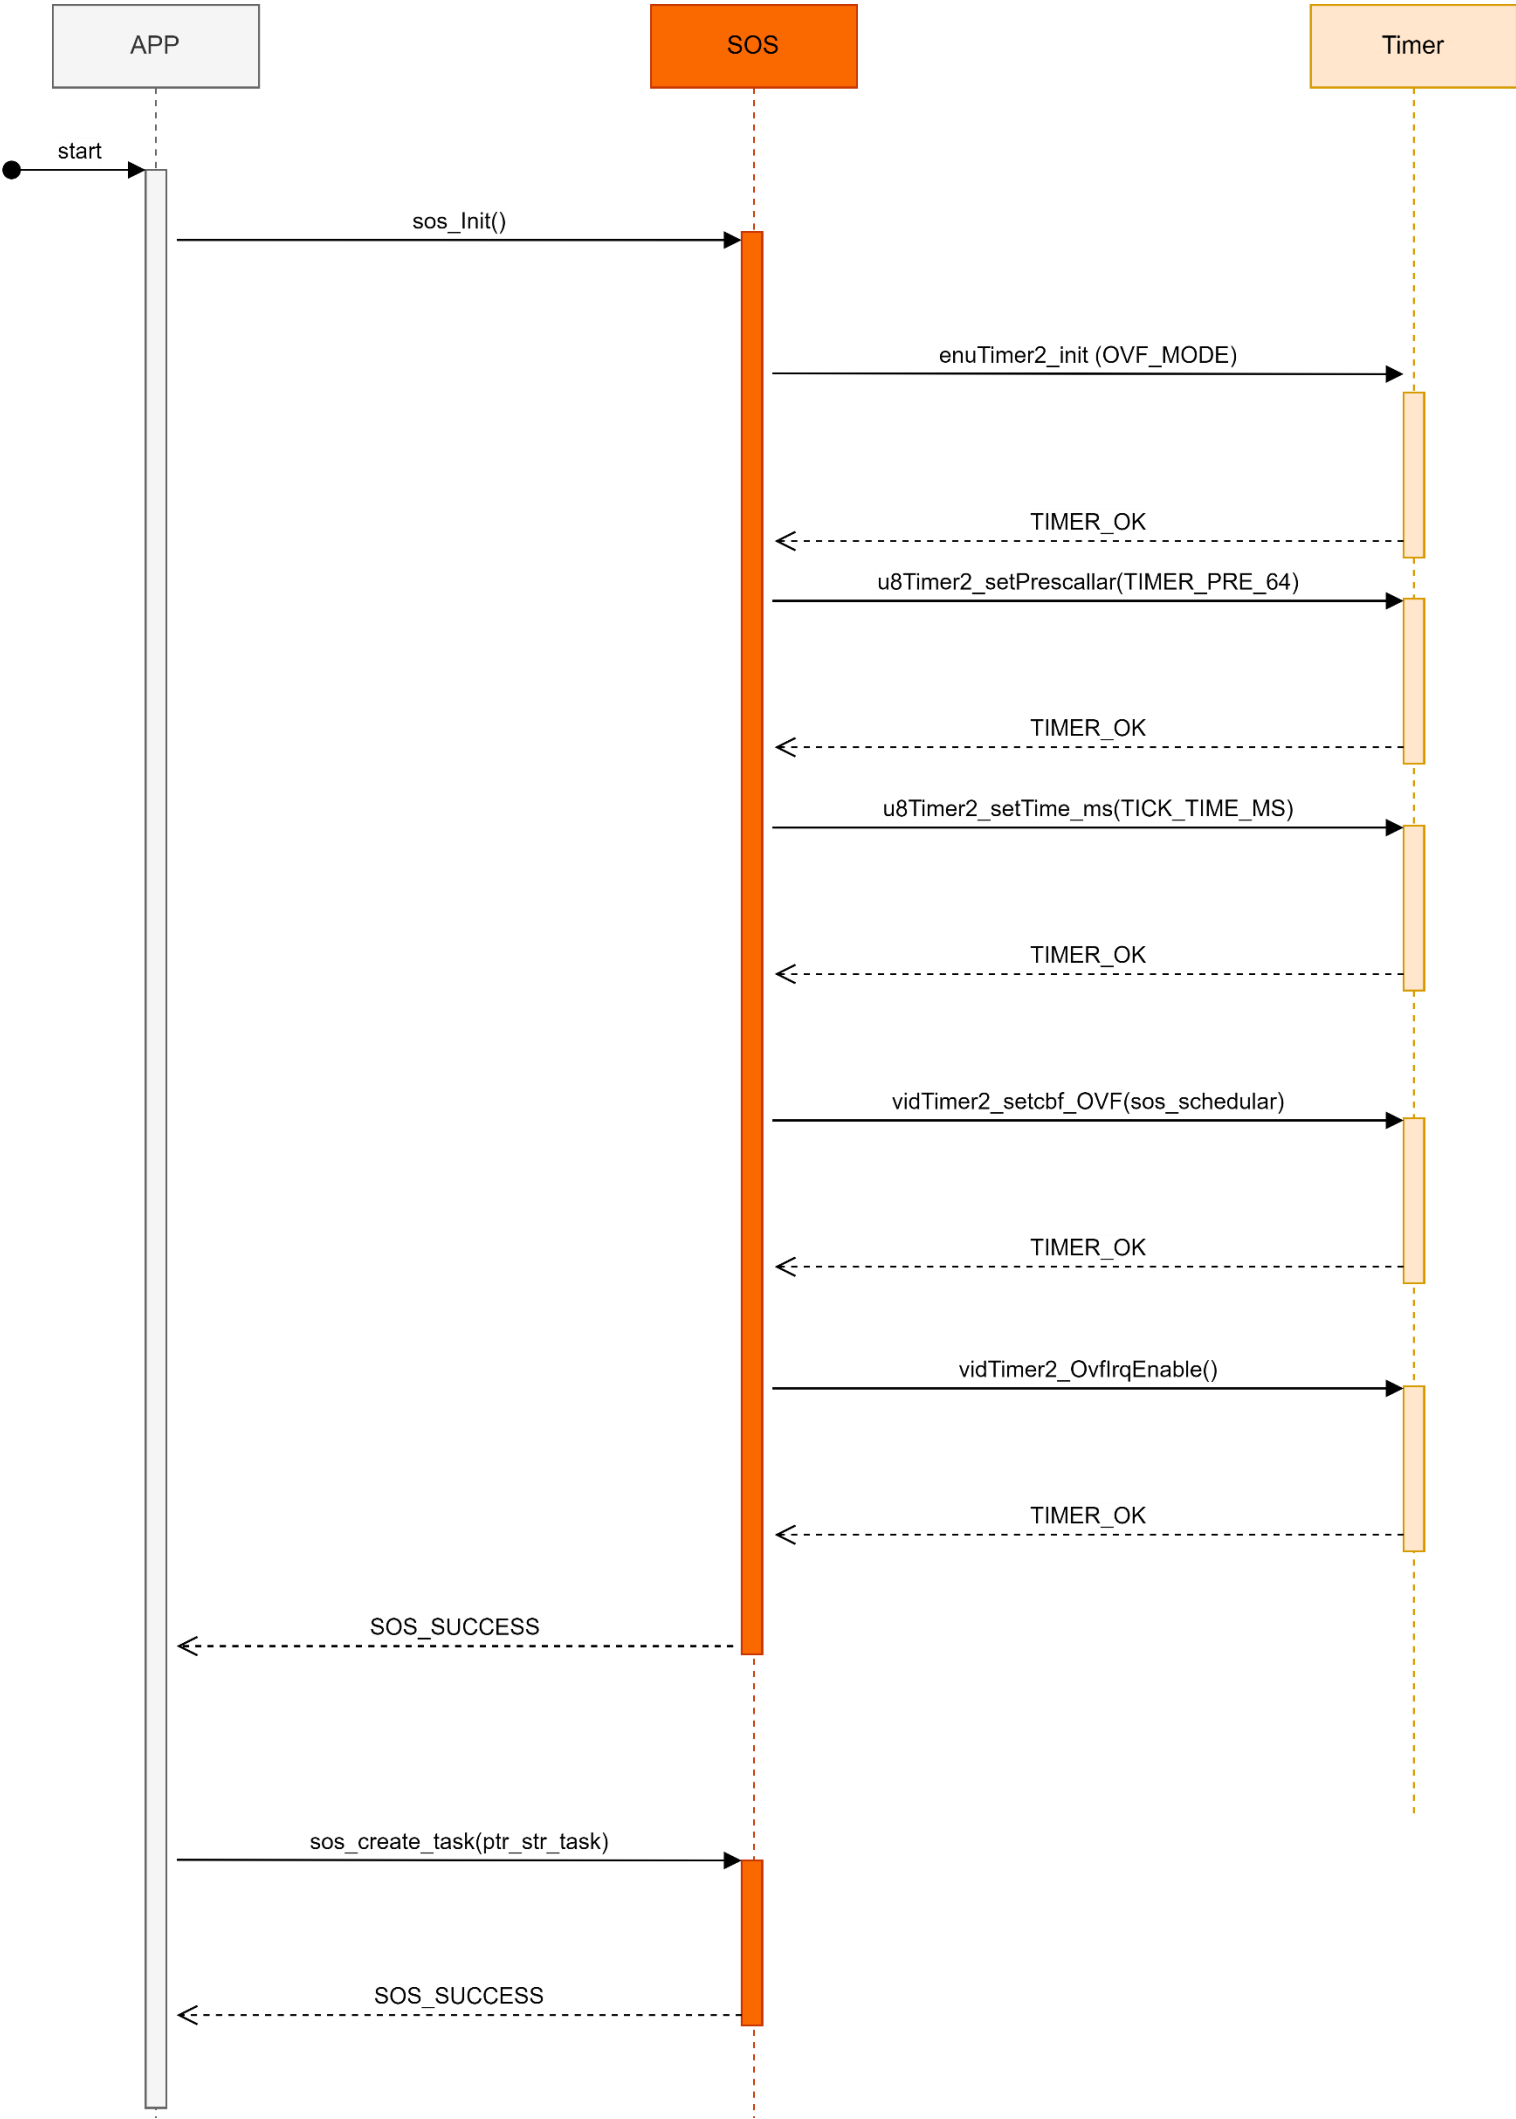 APP
SOS
Timer
start
sos_Init()
enuTimer2_init (OVF_MODE)
TIMER_OK
u8Timer2_setPrescallar(TIMER_PRE_64)
TIMER_OK
u8Timer2_setTime_ms(TICK_TIME_MS)
TIMER_OK
vidTimer2_setcbf_OVF(sos_schedular)
TIMER_OK
vidTimer2_OvfIrqEnable()
TIMER_OK
SOS_SUCCESS
sos_create_task(ptr_str_task)
SOS_SUCCESS